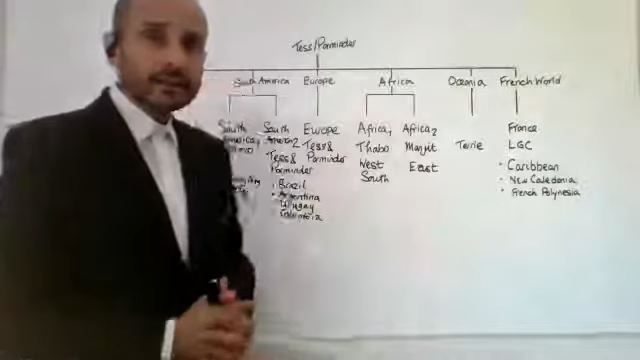 Tess/Parminder
South America
Europe
Africa
Oceania
French World
South
South
America 2
Tess &
Parminder
• Brazil
• Argentina
Uruguay
Colombia
Europe
Tess &
Parminder
Africa 1
Thabo
West
South
Africa 2
Manjit
East
Terrie
France
LGC
• Caribbean
• New Caledonia
• French Polynesia